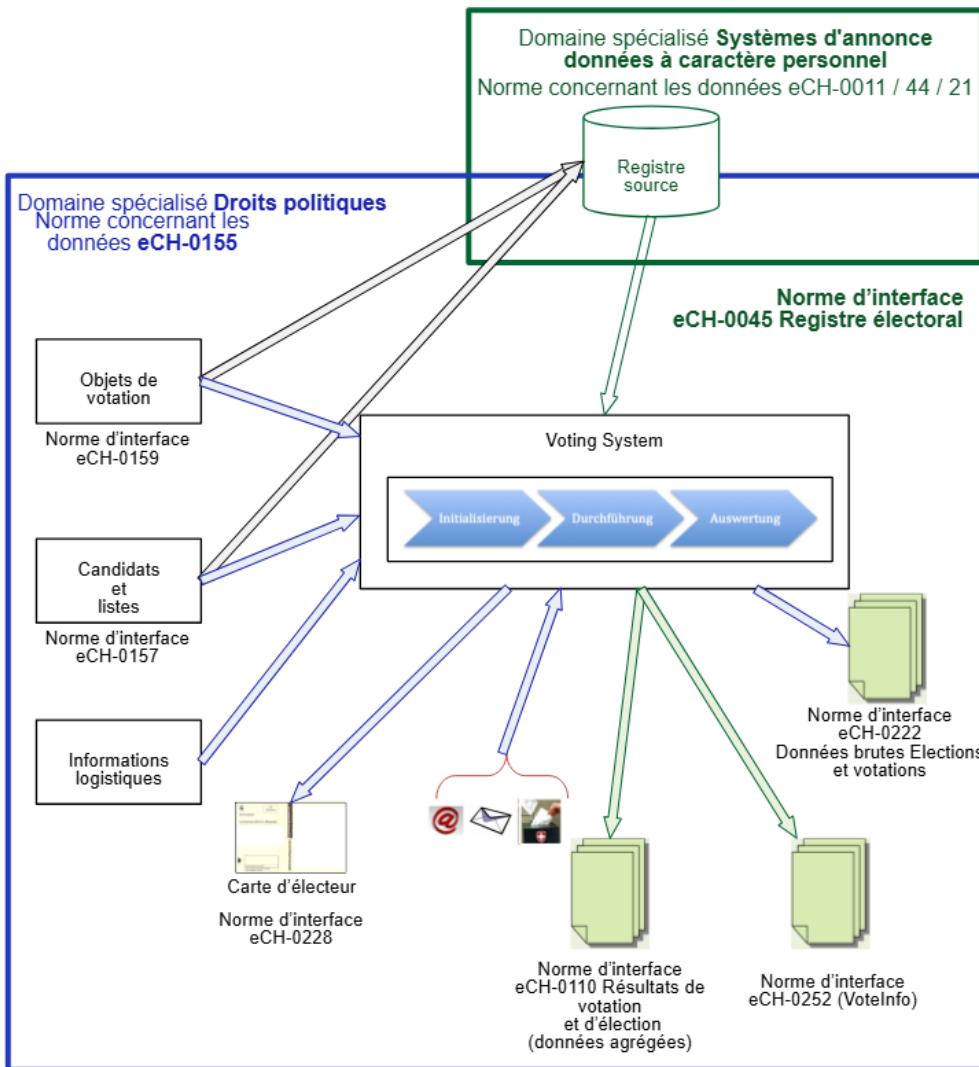 Domaine spécialisé Systèmes d'annonce
données à caractère personnel
Norme concernant les données eCH-0011 / 44 / 21
Registre
source
Domaine spécialisé Droits politiques
Norme concernant les
données eCH-0155
Norme d'interface
eCH-0045 Registre électoral
Objets de
votation
Norme d'interface
eCH-0159
Voting System
Initialisierung
Durchführung
Auswertung
Candidats
et
listes
Norme d'interface
eCH-0157
Informations
logistiques
Norme d'interface
eCH-0222
Données brutes Elections
et votations
@
Carte d'électeur
Norme d'interface
eCH-0228
Norme d'interface
eCH-0110 Résultats de
votation
et d'élection
(données agrégées)
Norme d'interface
eCH-0252 (VoteInfo)